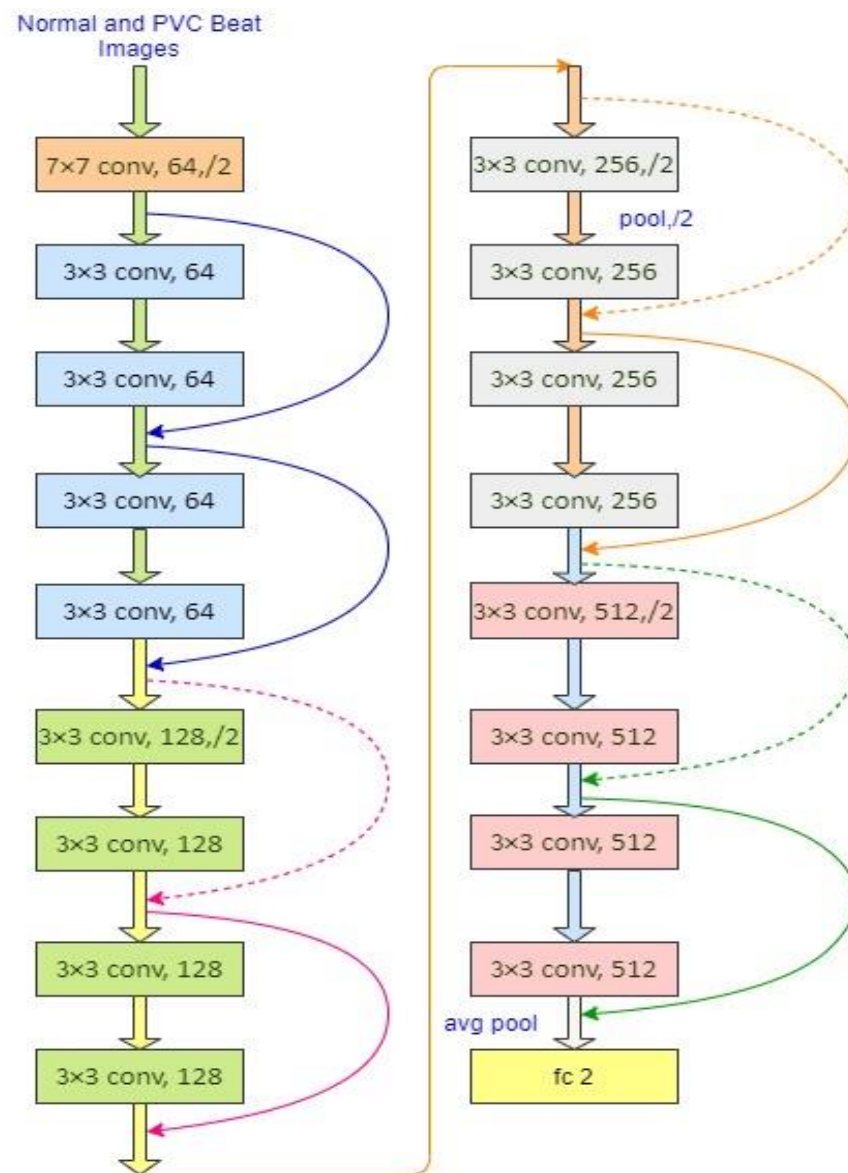 Normal and PVC Beat
Images
7×7 conv, 64,/2
3×3 conv, 64
3×3 conv, 64
3×3 conv, 64
3×3 conv, 64
3×3 conv, 128,/2
3×3 conv, 128
3×3 conv, 128
3×3 conv, 128
3×3 conv, 256,/2
pool,/2
3×3 conv, 256
3×3 conv, 256
3×3 conv, 256
3×3 conv, 512,/2
3×3 conv, 512
3×3 conv, 512
3×3 conv, 512
avg pool
fc 2